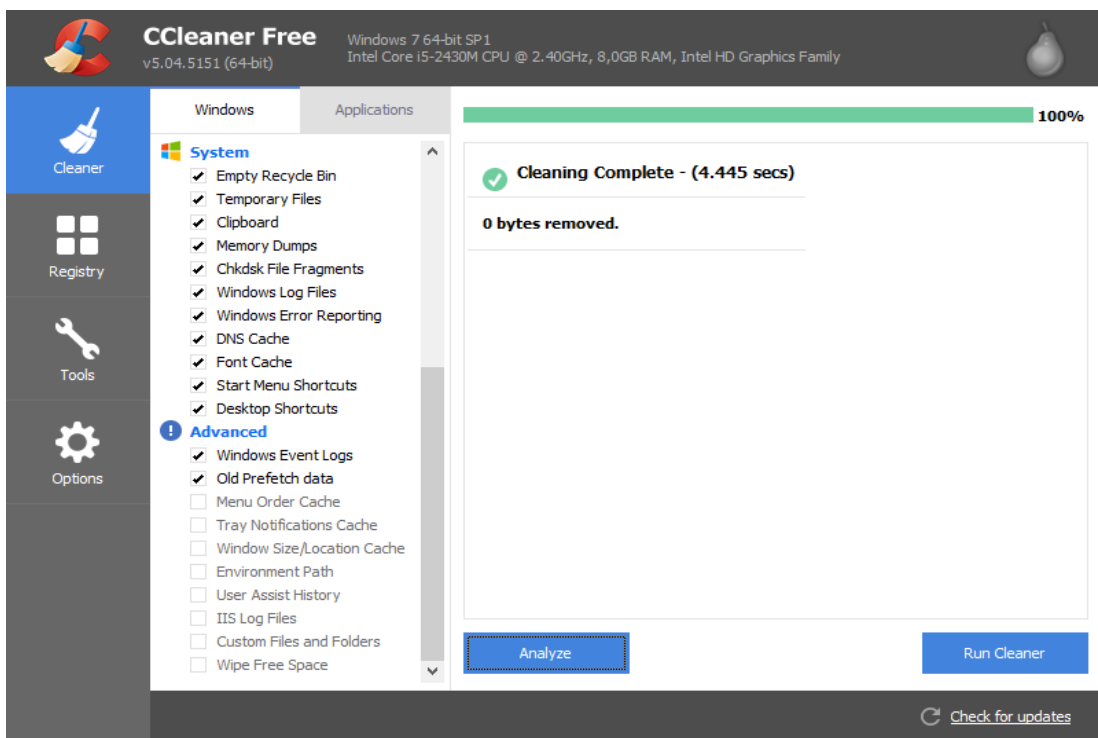 CCleaner Free
v5.04.5151 (64-bit)
Windows 7 64-bit SP1
Intel Core i5-2430M CPU @ 2.40GHz, 8,0GB RAM, Intel HD Graphics Family
Cleaner
Registry
Tools
Options
Windows
Applications
System
Empty Recycle Bin
Temporary Files
Clipboard
Memory Dumps
Chkdsk File Fragments
Windows Log Files
Windows Error Reporting
DNS Cache
Font Cache
Start Menu Shortcuts
Desktop Shortcuts
Advanced
Windows Event Logs
Old Prefetch data
Menu Order Cache
Tray Notifications Cache
Window Size/Location Cache
Environment Path
User Assist History
IIS Log Files
Custom Files and Folders
Wipe Free Space
100%
Cleaning Complete - (4.445 secs)
0 bytes removed.
Analyze
Run Cleaner
Check for updates